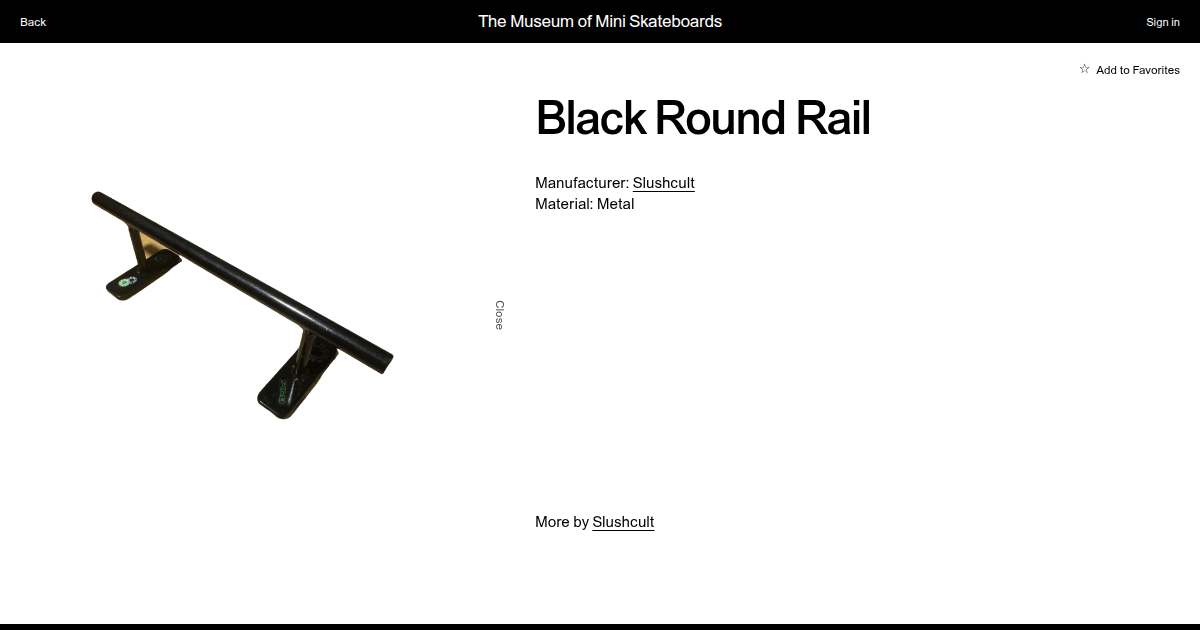 Back
The Museum of Mini Skateboards
Sign in
☆ Add to Favorites
Black Round Rail
Manufacturer: Slushcult
Material: Metal
Close
More by Slushcult